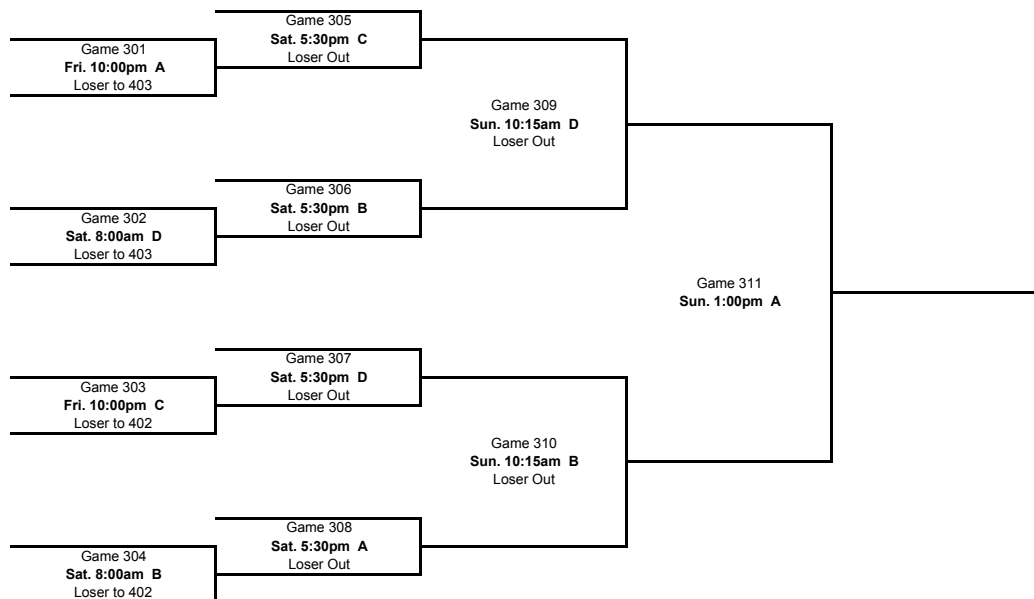 Game 305
Sat. 5:30pm C
Loser Out
Game 301
Fri. 10:00pm A
Loser to 403
Game 309
Sun. 10:15am D
Loser Out
Game 306
Sat. 5:30pm B
Loser Out
Game 302
Sat. 8:00am D
Loser to 403
Game 311
Sun. 1:00pm A
Game 307
Sat. 5:30pm D
Loser Out
Game 303
Fri. 10:00pm C
Loser to 402
Game 310
Sun. 10:15am B
Loser Out
Game 308
Sat. 5:30pm A
Loser Out
Game 304
Sat. 8:00am B
Loser to 402